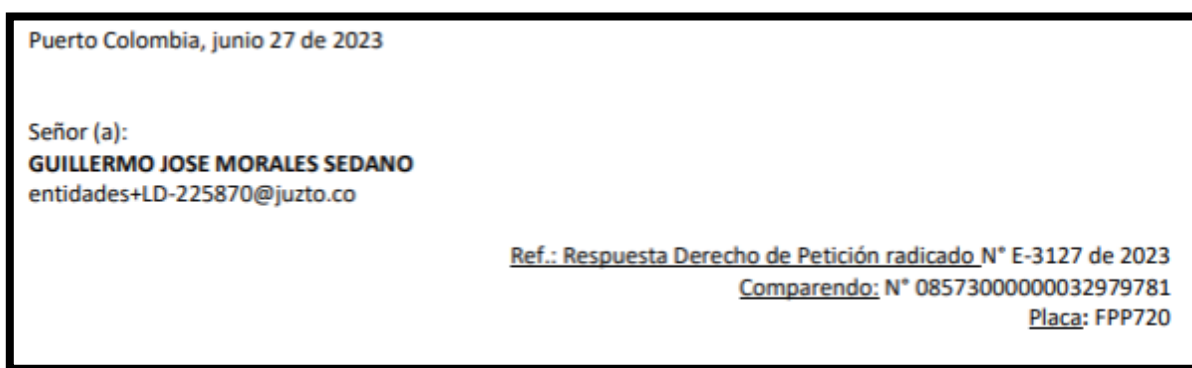 Puerto Colombia, junio 27 de 2023
Señor (a):
GUILLERMO JOSE MORALES SEDANO
entidades+LD-225870@juzto.co
Ref.: Respuesta Derecho de Petición radicado N° E-3127 de 2023
Comparendo: N° 08573000000032979781
Placa: FPP720